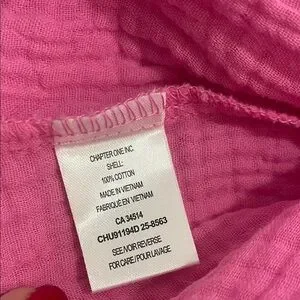 CHAPTER ONE INC
SHELL:
100% COTTON
MADE IN VIETNAM
FABRIQUÉ EN VIETNAM
CA 34514
CHU91194D 25-8563
SEE/VOIR REVERSE
FOR CARE/POUR LAVAGE